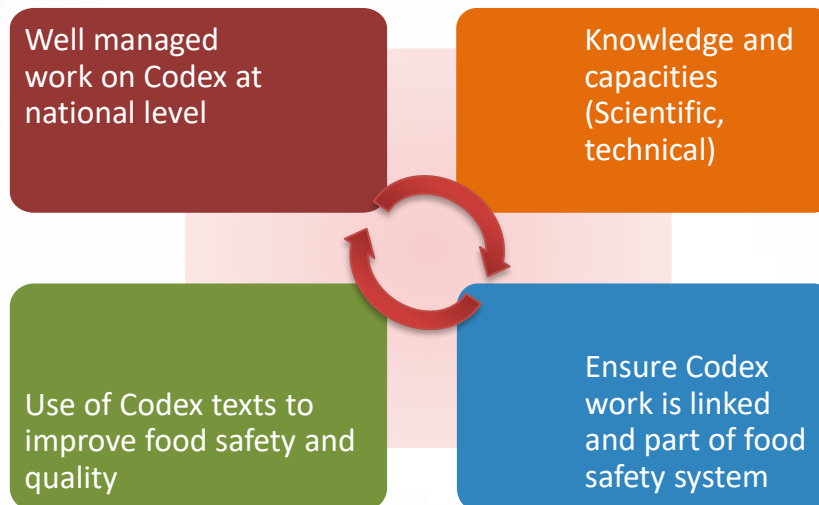 Well managed
work on Codex at
national level
Knowledge and
capacities
(Scientific,
technical)
Use of Codex texts to
improve food safety and
quality
Ensure Codex
work is linked
and part of food
safety system